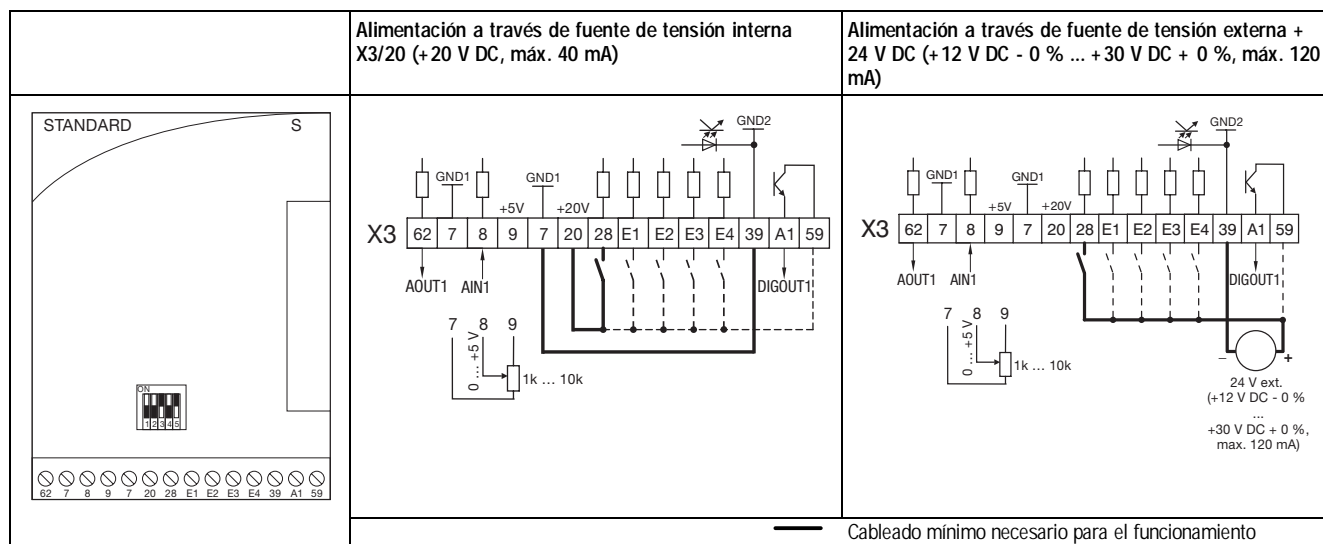 Alimentación a través de fuente de tensión interna
X3/20 (+20 V DC, máx. 40 mA)
Alimentación a través de fuente de tensión externa +
24 V DC (+12 V DC - 0 % ... +30 V DC + 0 %, máx. 120
mA)
STANDARD S
ON
1 2 3 4 5
62 7 8 9 7 20 28 E1 E2 E3 E4 39 A1 59
GND2
GND1 GND1
+5V +20V
X3 62 7 8 9 7 20 28 E1 E2 E3 E4 39 A1 59
AOUT1 AIN1 DIGOUT1
7 8 9
0 ... +5 V
1k ... 10k
GND2
GND1 GND1
+5V +20V
X3 62 7 8 9 7 20 28 E1 E2 E3 E4 39 A1 59
AOUT1 AIN1 DIGOUT1
7 8 9
0 ... +5 V
1k ... 10k
– +
24 V ext.
(+12 V DC - 0 %
...
+30 V DC + 0 %,
max. 120 mA)
Cableado mínimo necesario para el funcionamiento